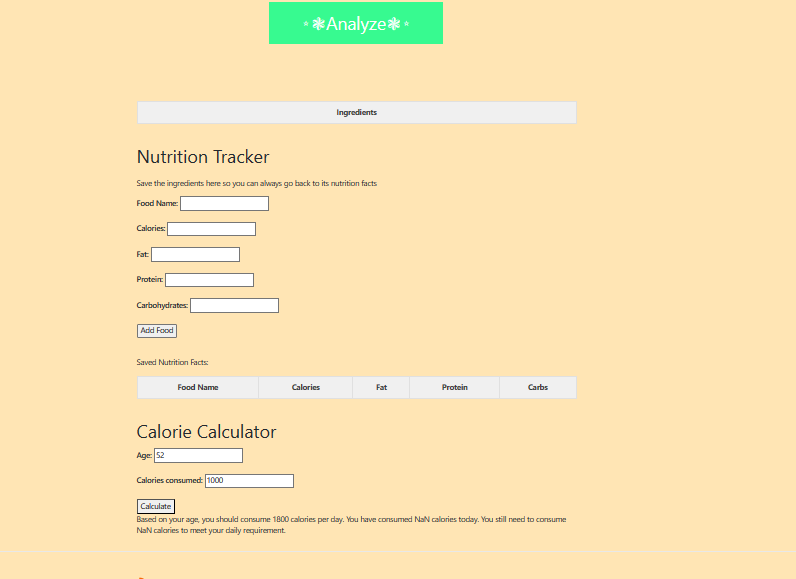 ◦❃Analyze❃◦
Ingredients
Nutrition Tracker
Save the ingredients here so you can always go back to its nutrition facts
Food Name:
Calories:
Fat:
Protein:
Carbohydrates:
Add Food
Saved Nutrition Facts:
Food Name Calories Fat Protein Carbs
Calorie Calculator
Age: 52
Calories consumed: 1000
Calculate
Based on your age, you should consume 1800 calories per day. You have consumed NaN calories today. You still need to consume
NaN calories to meet your daily requirement.